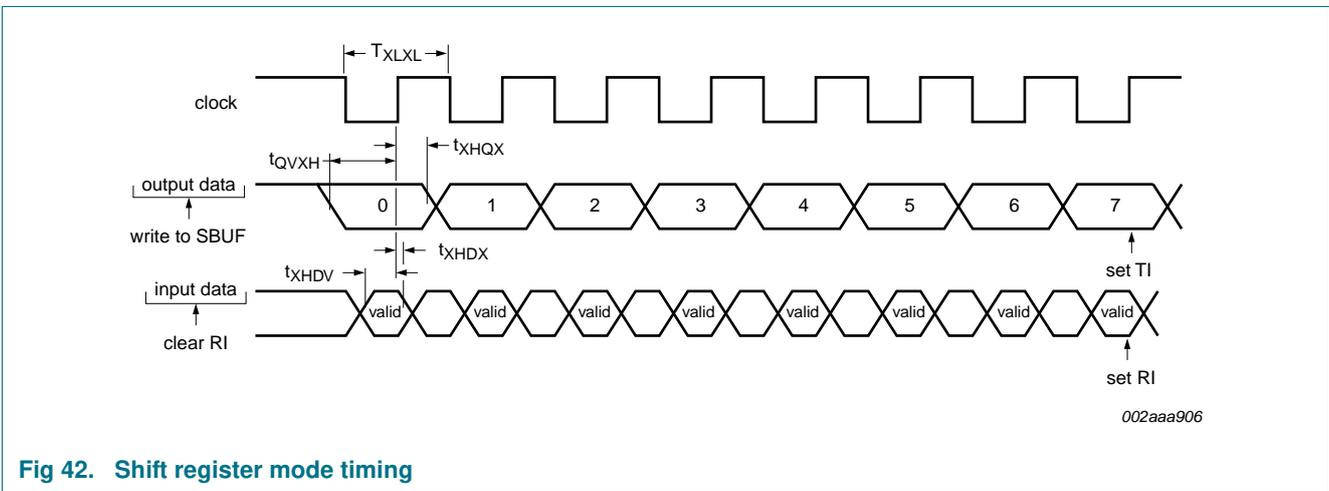 TXLXL
clock
tXHQX
tQVXH
output data
0 1 2 3 4 5 6 7
write to SBUF
tXHDX
set TI
tXHDV
input data
valid valid valid valid valid valid valid valid
clear RI
set RI
002aaa906
Fig 42. Shift register mode timing